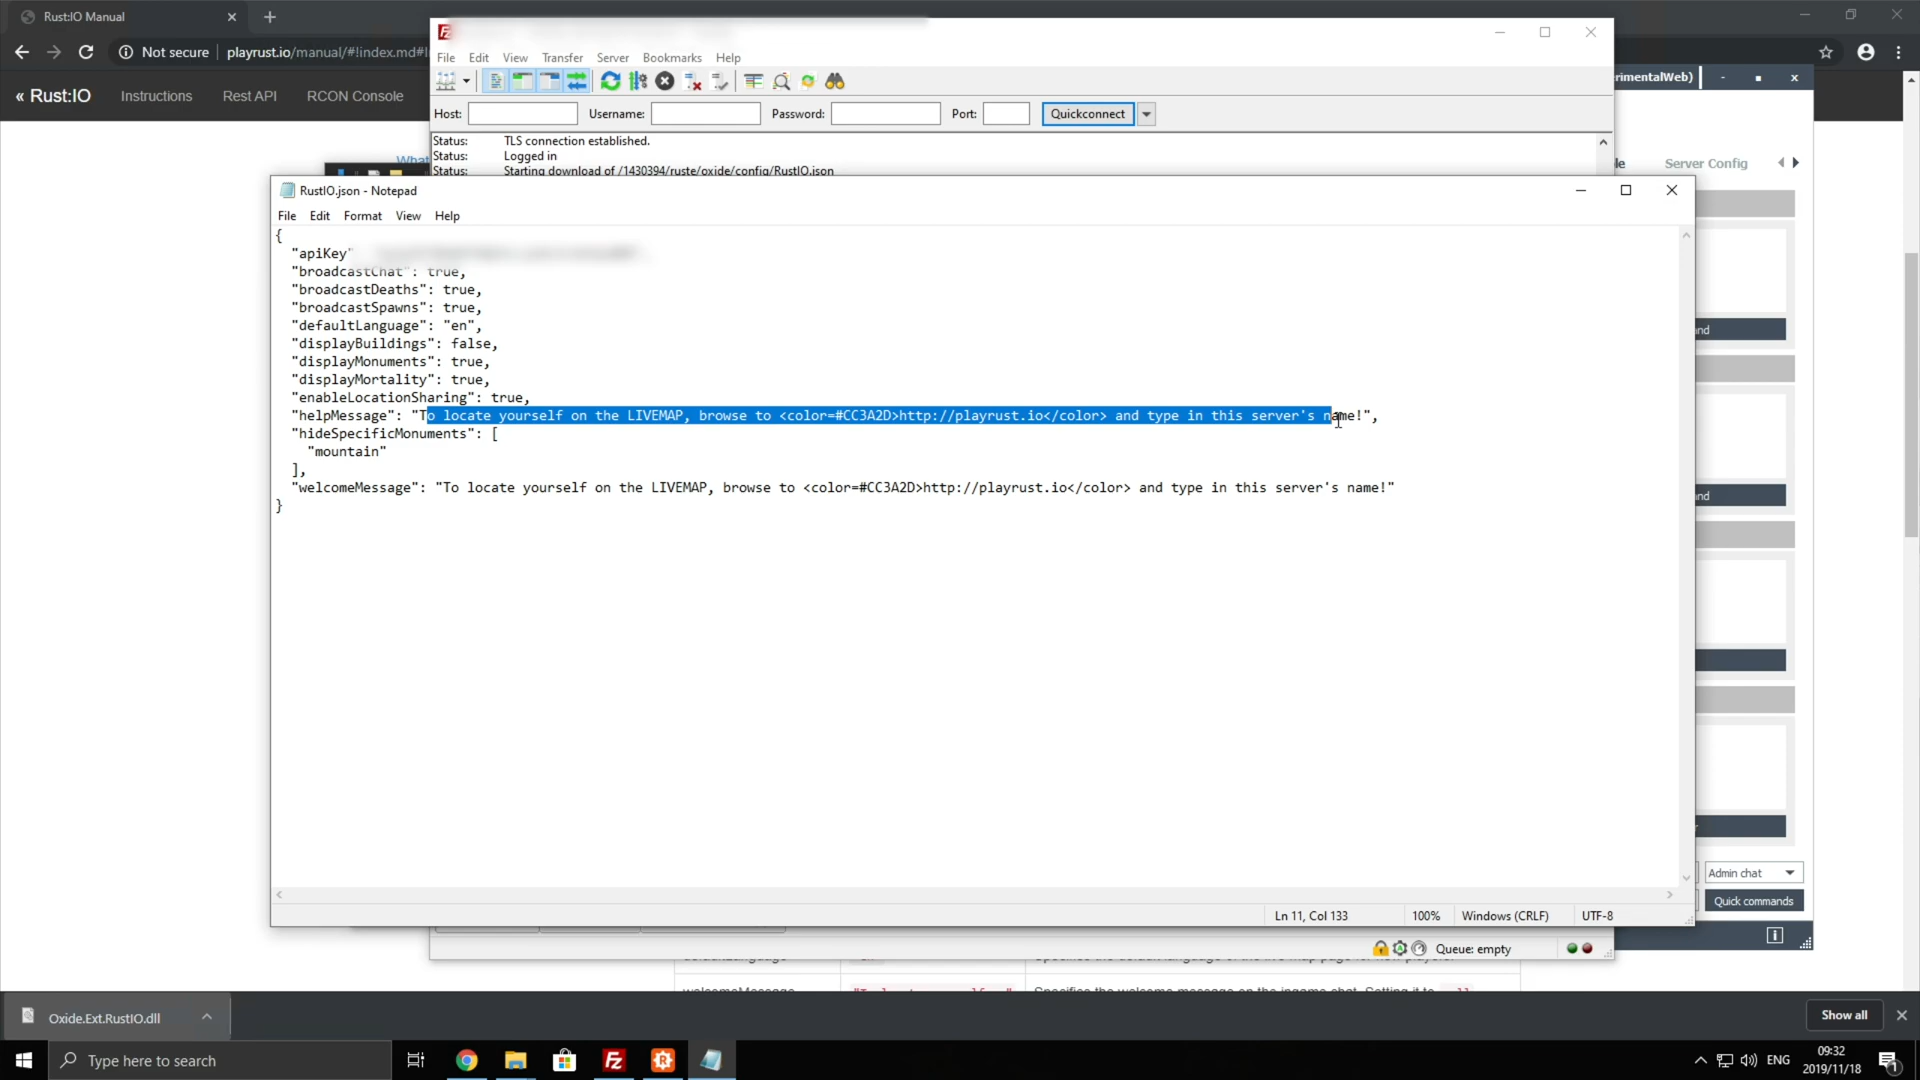 Rust:IO Manual
Not secure
playrust.io/manual/#!index.md#I
« Rust:IO
Instructions
Rest API
RCON Console
What
File Edit View Transfer Server Bookmarks Help
Host:
Username:
Password:
Port:
Quickconnect
Status: TLS connection established.
Status: Logged in
Status: Starting download of /1430394/ruste/oxide/config/RustIO.json
rimentalWeb)
le
Server Config
RustIO.json - Notepad
File Edit Format View Help
{
"apiKey"
"broadcastChat": true,
"broadcastDeaths": true,
"broadcastSpawns": true,
"defaultLanguage": "en",
"displayBuildings": false,
"displayMonuments": true,
"displayMortality": true,
"enableLocationSharing": true,
"helpMessage": "To locate yourself on the LIVEMAP, browse to <color=#CC3A2D>http://playrust.io</color> and type in this server's name!",
"hideSpecificMonuments": [
"mountain"
],
"welcomeMessage": "To locate yourself on the LIVEMAP, browse to <color=#CC3A2D>http://playrust.io</color> and type in this server's name!"
}
nd
nd
Admin chat
Quick commands
Ln 11, Col 133
100%
Windows (CRLF)
UTF-8
Queue: empty
Oxide.Ext.RustIO.dll
Show all
Type here to search
ENG
09:32
2019/11/18
1